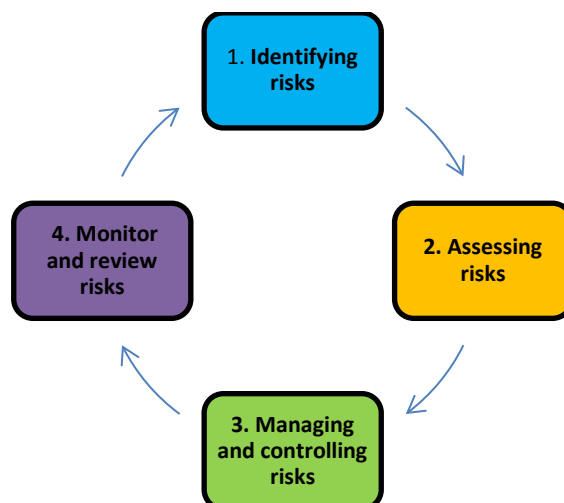 1. Identifying
risks
2. Assessing
risks
3. Managing
and controlling
risks
4. Monitor
and review
risks